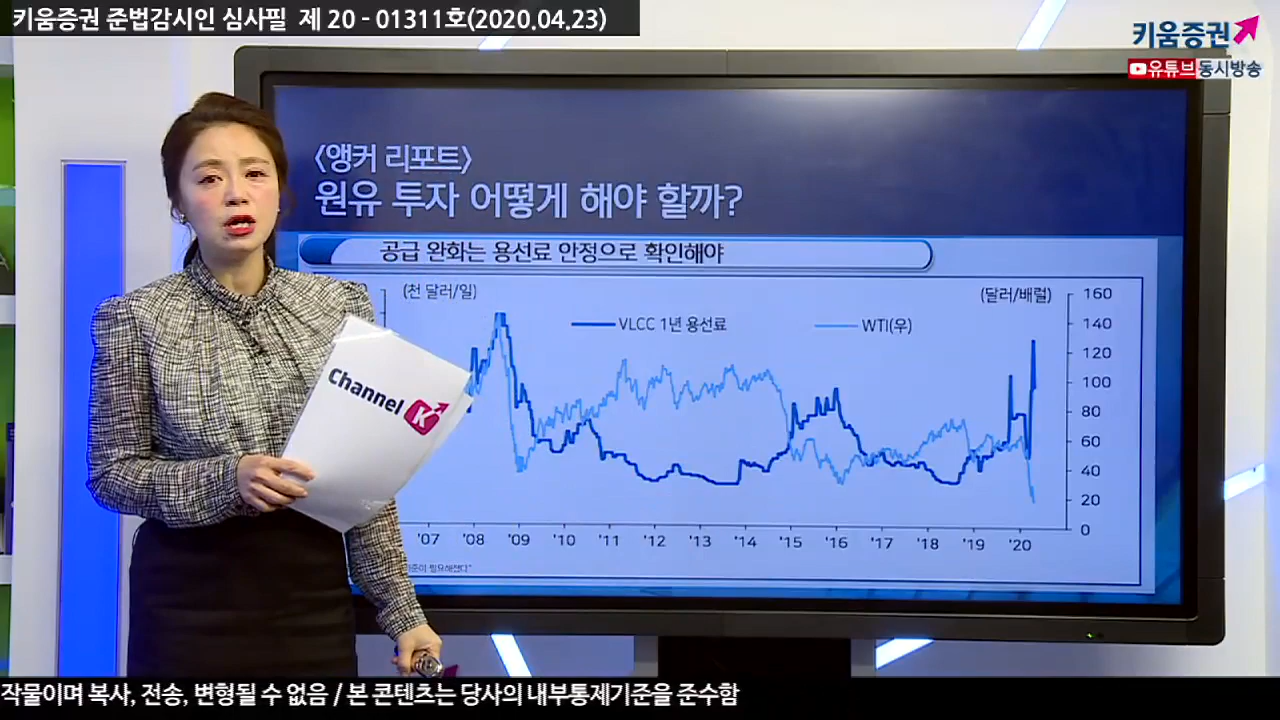 키움증권 준법감시인 심사필 제 20 - 01311호(2020.04.23)
키움증권
유튜브동시방송
<앵커 리포트>
원유 투자 어떻게 해야 할까?
공급 완화는 용선료 안정으로 확인해야
(천 달러/일)
(달러/배럴)
VLCC 1년 용선료
WTI(우)
160
140
120
100
80
60
40
20
0
'07 '08 '09 '10 '11 '12 '13 '14 '15 '16 '17 '18 '19 '20
Channel K
작물이며 복사, 전송, 변형될 수 없음 / 본 콘텐츠는 당사의 내부통제기준을 준수함